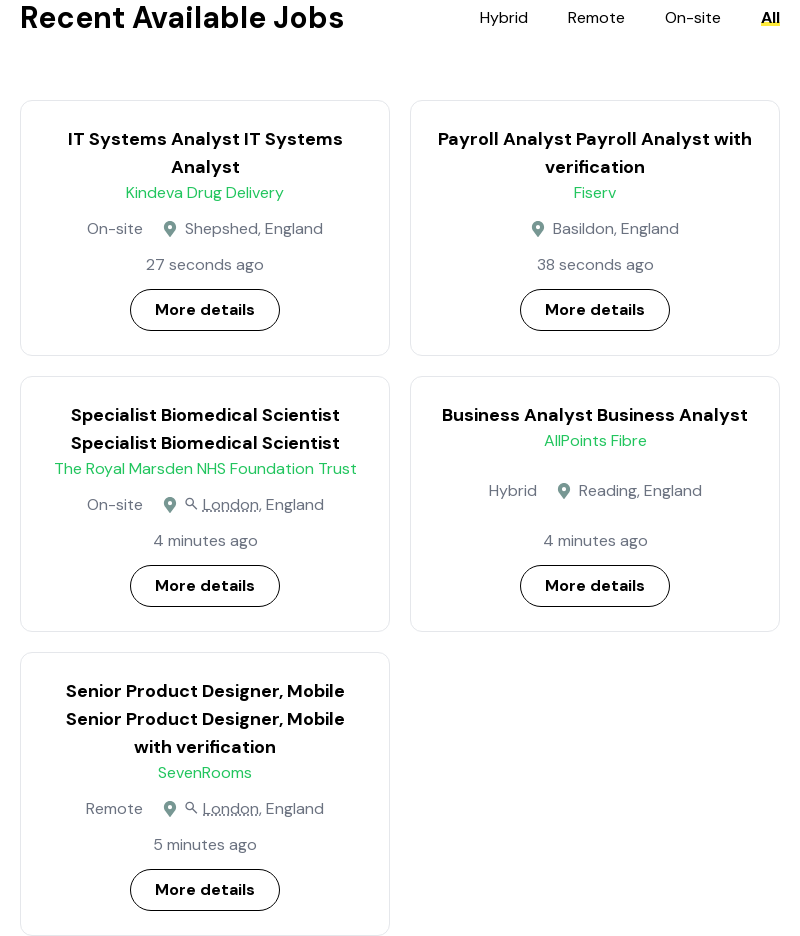 Recent Available Jobs
Hybrid Remote On-site All
IT Systems Analyst IT Systems
Analyst
Kindeva Drug Delivery
On-site Shepshed, England
27 seconds ago
More details
Payroll Analyst Payroll Analyst with
verification
Fiserv
Basildon, England
38 seconds ago
More details
Specialist Biomedical Scientist
Specialist Biomedical Scientist
The Royal Marsden NHS Foundation Trust
On-site London, England
4 minutes ago
More details
Business Analyst Business Analyst
AllPoints Fibre
Hybrid Reading, England
4 minutes ago
More details
Senior Product Designer, Mobile
Senior Product Designer, Mobile
with verification
SevenRooms
Remote London, England
5 minutes ago
More details